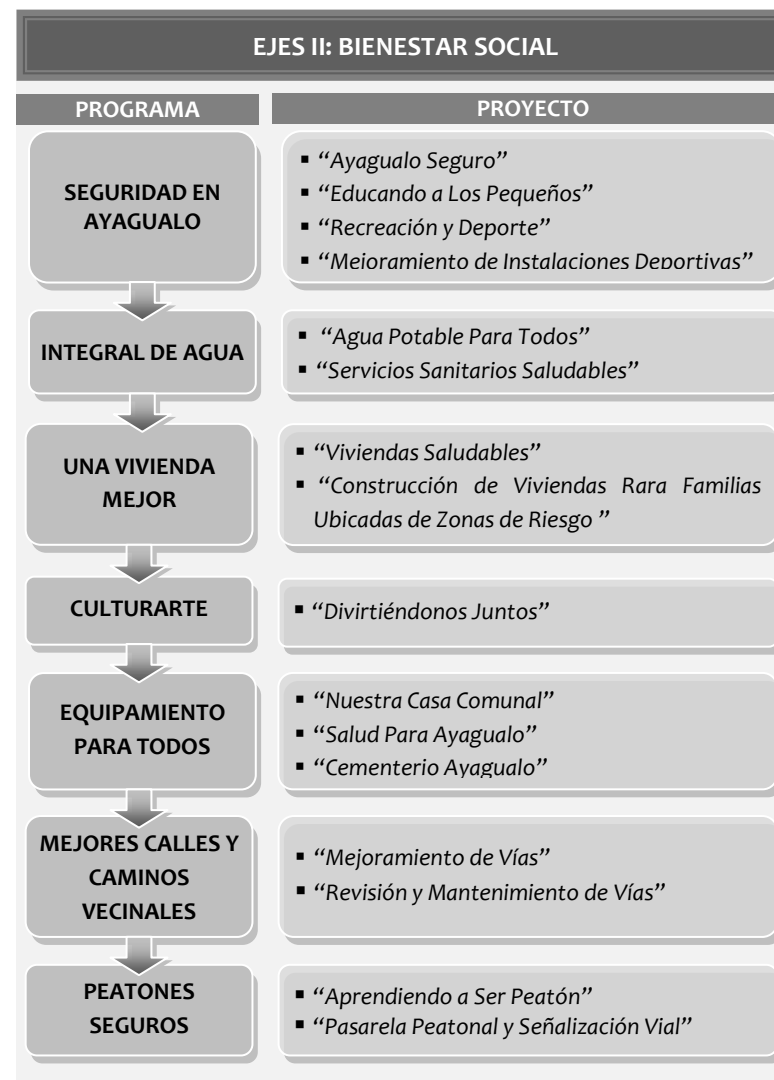 EJES II: BIENESTAR SOCIAL
PROGRAMA
PROYECTO
SEGURIDAD EN
AYAGUALO
▪ “Ayagualo Seguro”
▪ “Educando a Los Pequeños”
▪ “Recreación y Deporte”
▪ “Mejoramiento de Instalaciones Deportivas”
INTEGRAL DE AGUA
▪ “Agua Potable Para Todos”
▪ “Servicios Sanitarios Saludables”
UNA VIVIENDA
MEJOR
▪ “Viviendas Saludables”
▪ “Construcción de Viviendas Rara Familias
Ubicadas de Zonas de Riesgo ”
CULTURARTE
▪ “Divirtiéndonos Juntos”
EQUIPAMIENTO
PARA TODOS
▪ “Nuestra Casa Comunal”
▪ “Salud Para Ayagualo”
▪ “Cementerio Ayagualo”
MEJORES CALLES Y
CAMINOS
VECINALES
▪ “Mejoramiento de Vías”
▪ “Revisión y Mantenimiento de Vías”
PEATONES
SEGUROS
▪ “Aprendiendo a Ser Peatón”
▪ “Pasarela Peatonal y Señalización Vial”